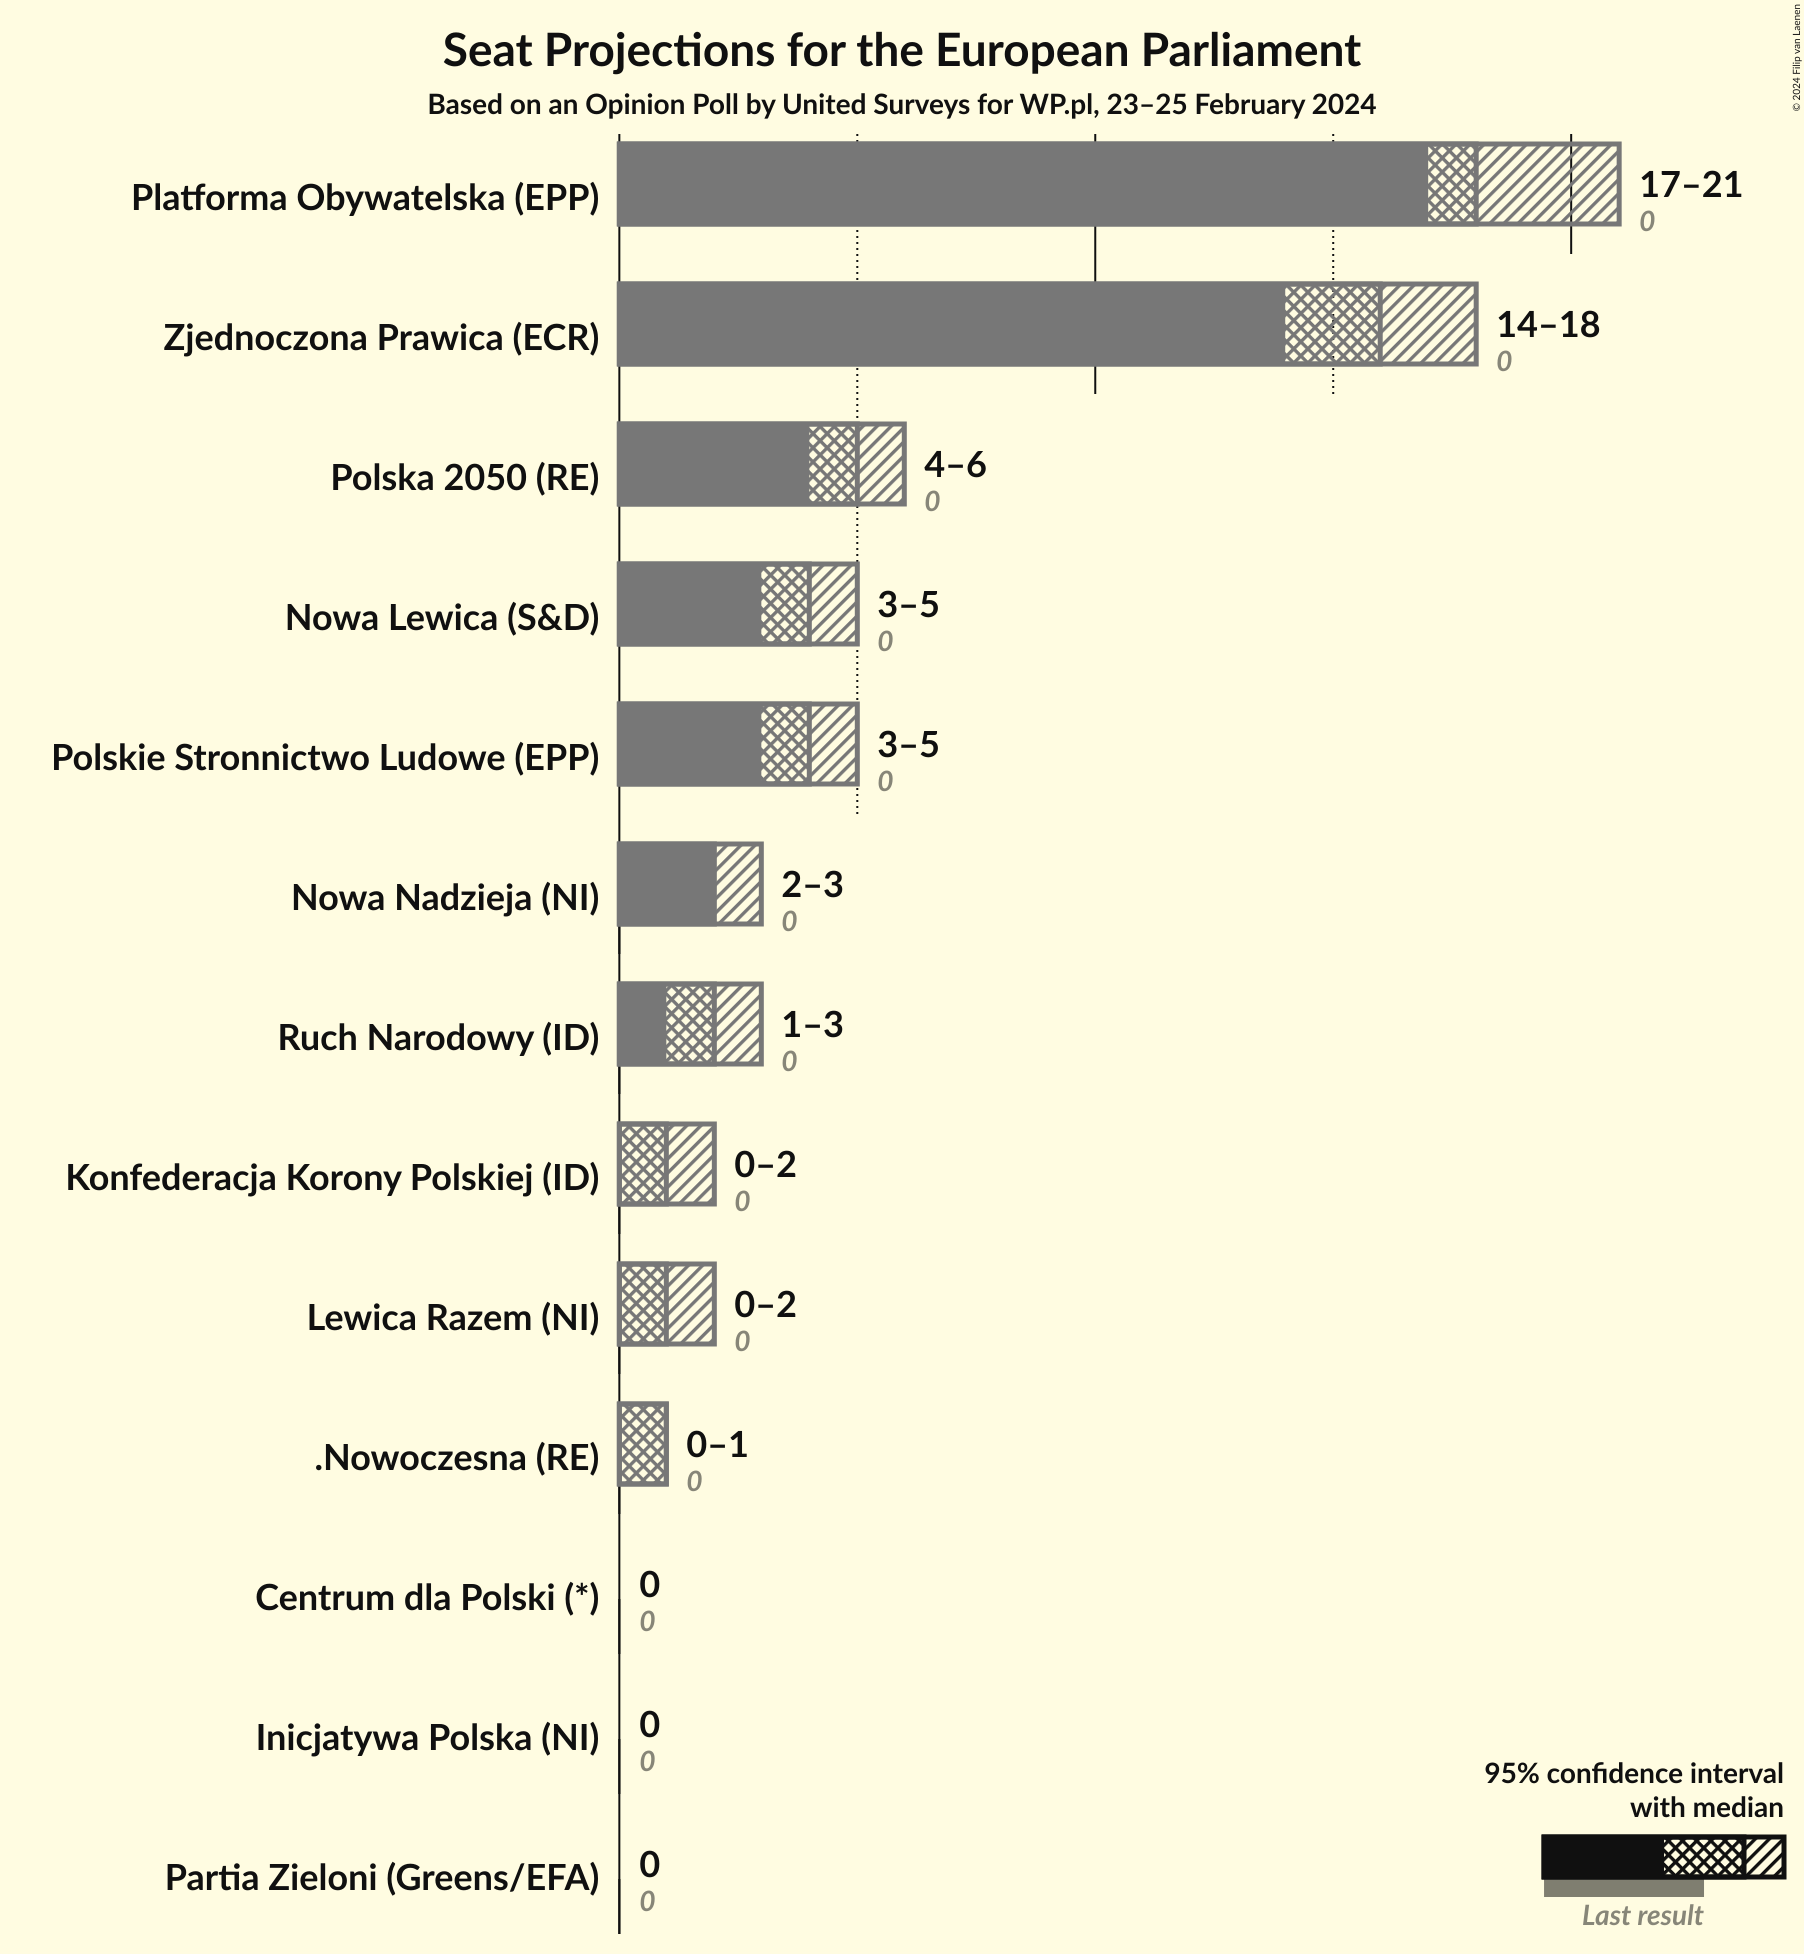 Seat Projections for the European Parliament
Based on an Opinion Poll by United Surveys for WP.pl, 23–25 February 2024
© 2024 Filip van Laenen
Platforma Obywatelska (EPP)
17–21
0
Zjednoczona Prawica (ECR)
14–18
0
Polska 2050 (RE)
4–6
0
Nowa Lewica (S&D)
3–5
0
Polskie Stronnictwo Ludowe (EPP)
3–5
0
Nowa Nadzieja (NI)
2–3
0
Ruch Narodowy (ID)
1–3
0
Konfederacja Korony Polskiej (ID)
0–2
0
Lewica Razem (NI)
0–2
0
.Nowoczesna (RE)
0–1
0
Centrum dla Polski (*)
0
0
Inicjatywa Polska (NI)
0
0
Partia Zieloni (Greens/EFA)
0
0
95% confidence interval
with median
Last result